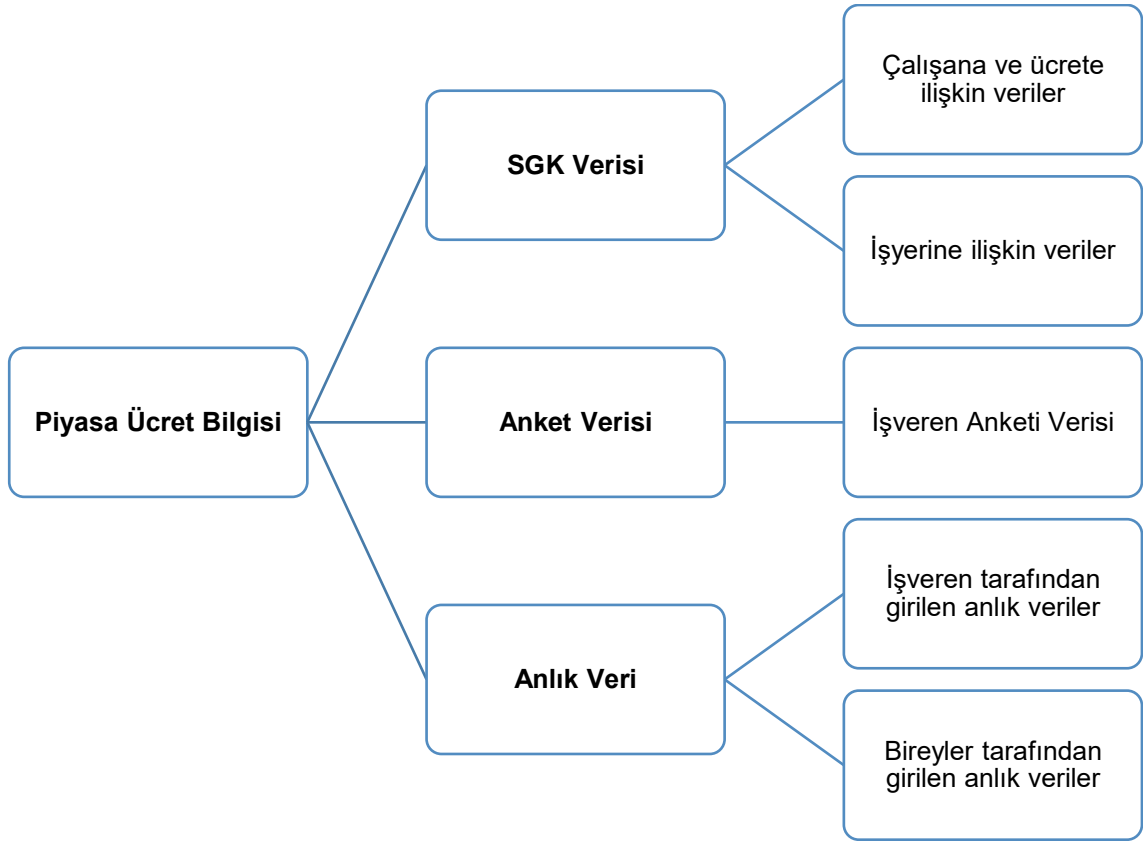 Piyasa Ücret Bilgisi
SGK Verisi
Çalışana ve ücrete
ilişkin veriler
İşyerine ilişkin veriler
Anket Verisi
İşveren Anketi Verisi
Anlık Veri
İşveren tarafından
girilen anlık veriler
Bireyler tarafından
girilen anlık veriler